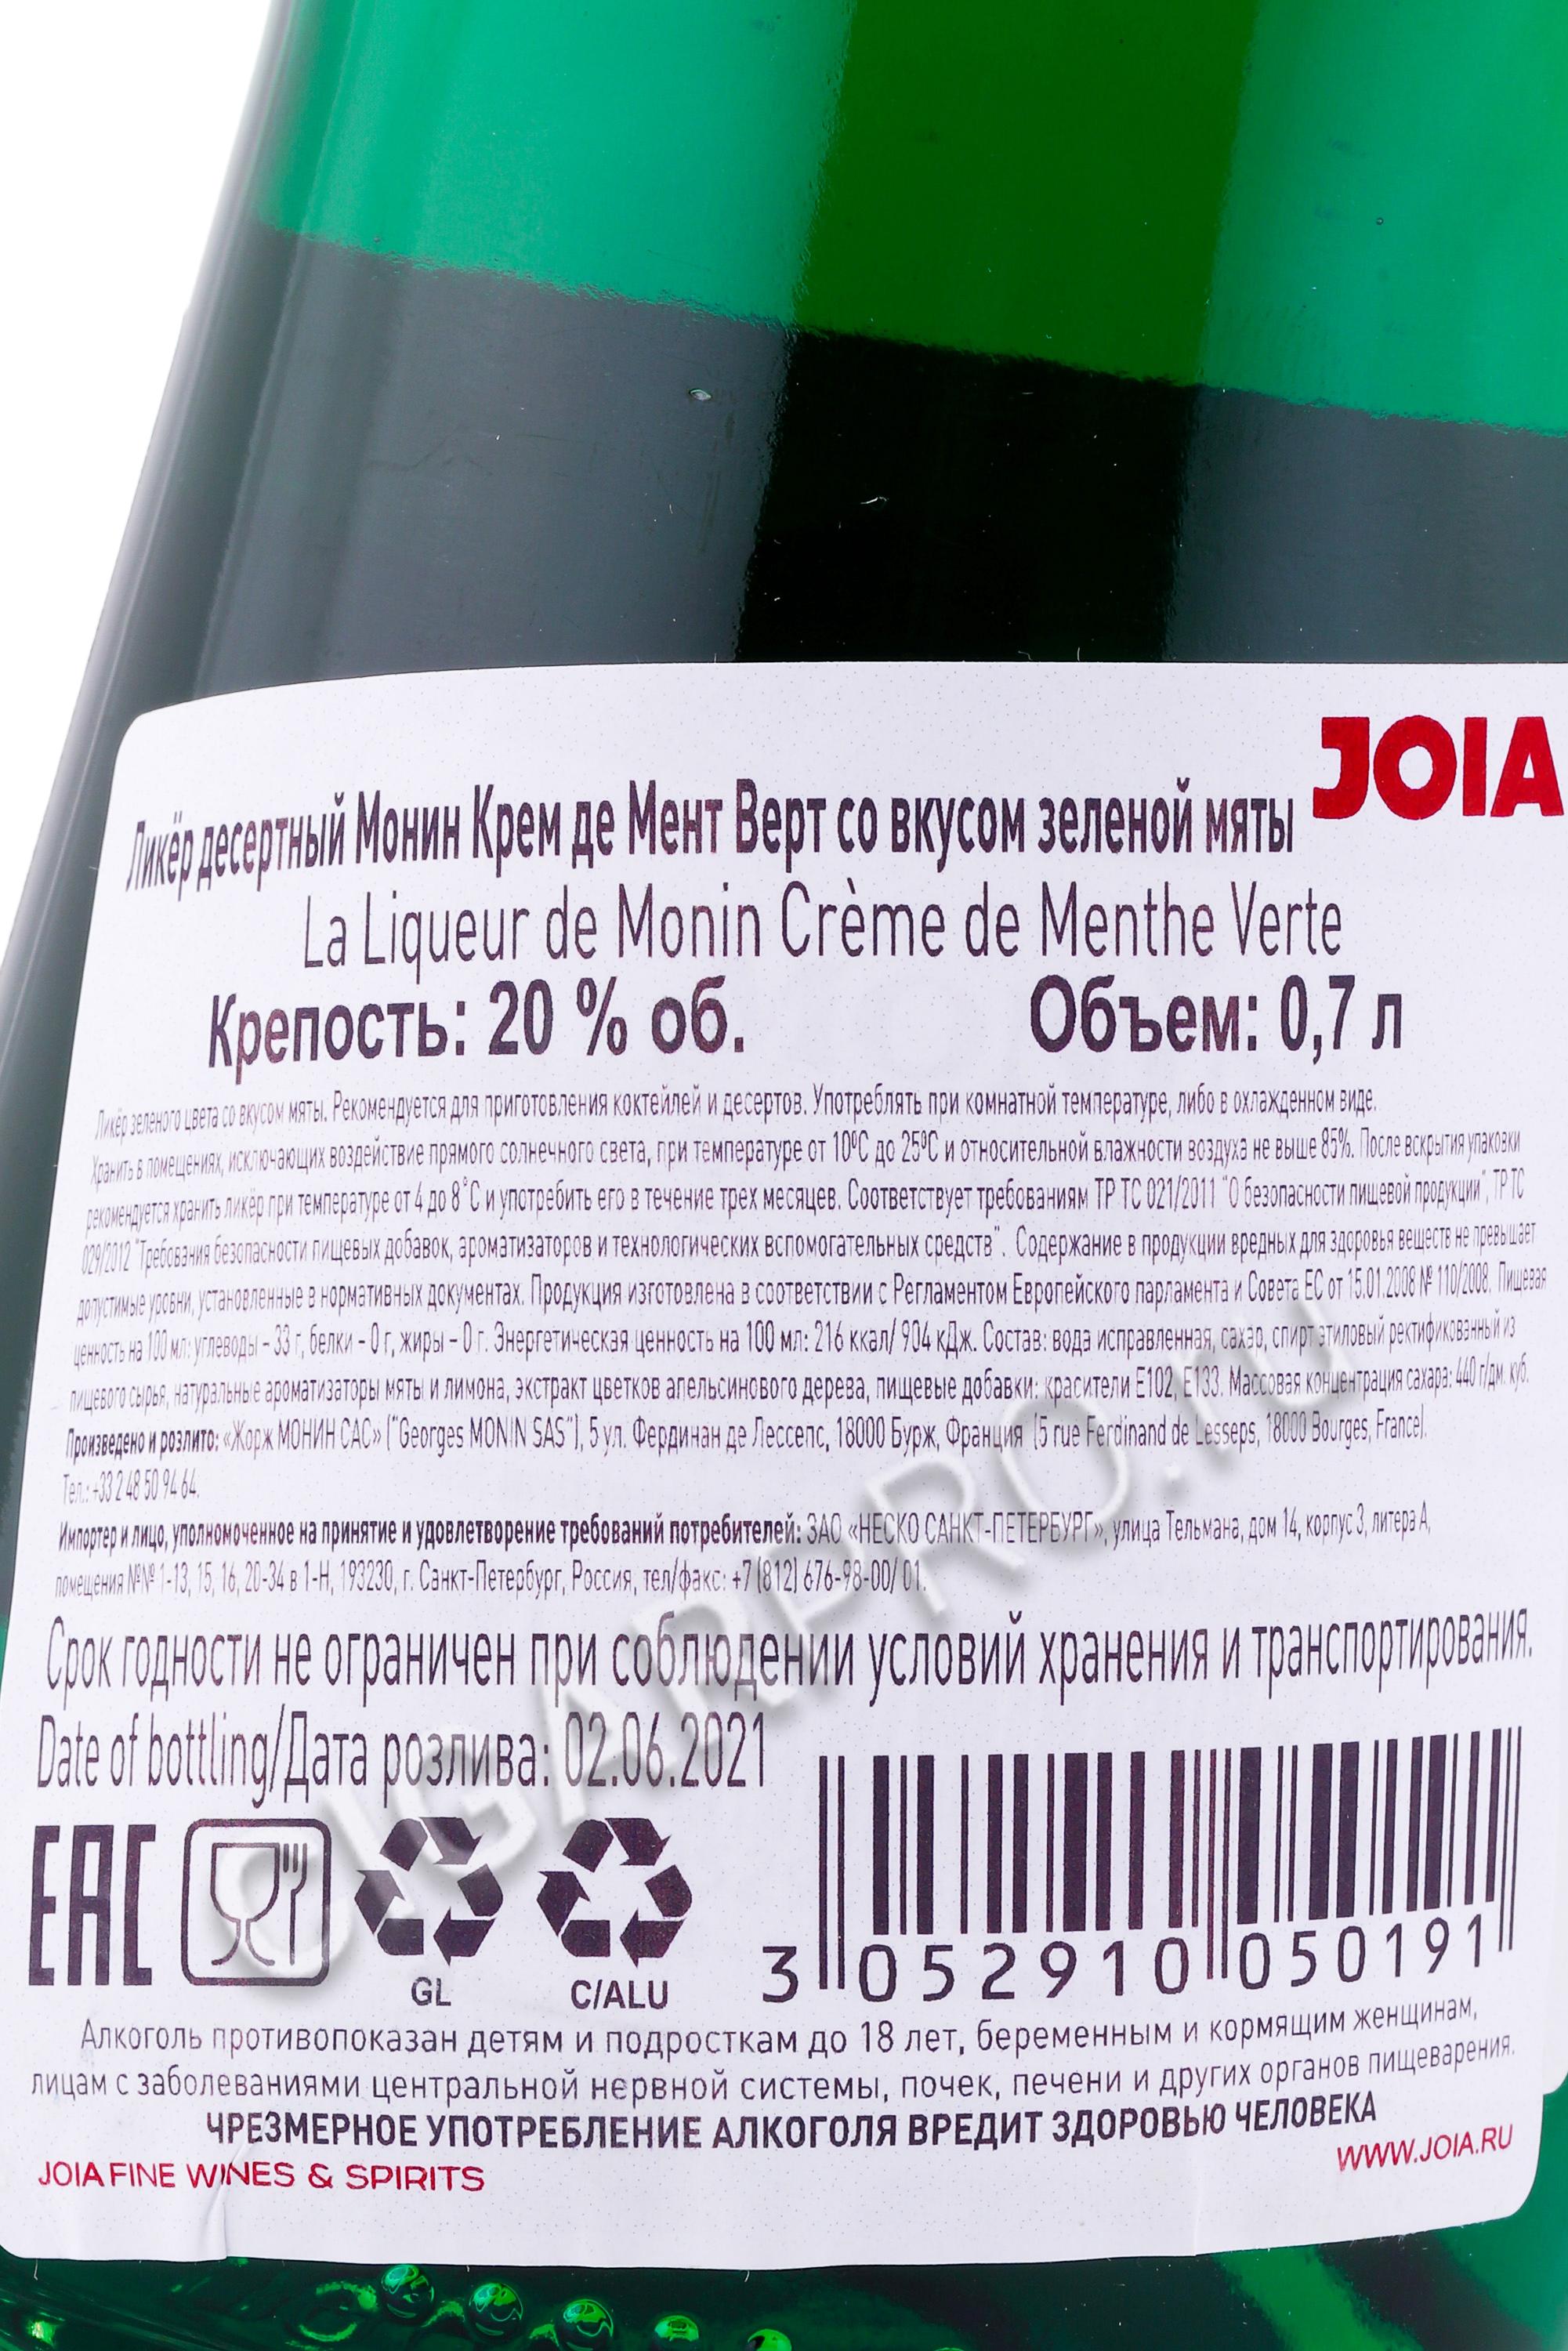 JOIA
Ликёр десертный Монин Крем де Мент Верт со вкусом зеленой мяты
La Liqueur de Monin Crème de Menthe Verte
Крепость: 20 % об. Объем: 0,7 л
Ликёр зеленого цвета со вкусом мяты. Рекомендуется для приготовления коктейлей и десертов. Употреблять при комнатной температуре, либо в охлажденном виде.
Хранить в помещениях, исключающих воздействие прямого солнечного света, при температуре от 10°C до 25°C и относительной влажности воздуха не выше 85%. После вскрытия упаковки
рекомендуется хранить ликёр при температуре от 4 до 8°C и употребить его в течение трех месяцев. Соответствует требованиям ТР ТС 021/2011 "О безопасности пищевой продукции", ТР ТС
029/2012 "Требования безопасности пищевых добавок, ароматизаторов и технологических вспомогательных средств". Содержание в продукции вредных для здоровья веществ не превышает
допустимые уровни, установленные в нормативных документах. Продукция изготовлена в соответствии с Регламентом Европейского парламента и Совета ЕС от 15.01.2008 № 110/2008. Пищевая
ценность на 100 мл: углеводы – 33 г, белки – 0 г, жиры – 0 г. Энергетическая ценность на 100 мл: 216 ккал/ 904 кДж. Состав: вода исправленная, сахар, спирт этиловый ректификованный из
пищевого сырья, натуральные ароматизаторы мяты и лимона, экстракт цветков апельсинового дерева, пищевые добавки: красители E102, E133. Массовая концентрация сахара: 440 г/дм. куб.
Произведено и розлито: «Жорж МОНИН САС» ("Georges MONIN SAS"), 5 ул. Фердинан де Лессепс, 18000 Бурж, Франция (5 rue Ferdinand de Lesseps, 18000 Bourges, France).
Тел.: +33 2 48 50 94 64.
Импортер и лицо, уполномоченное на принятие и удовлетворение требований потребителей: ЗАО «НЕСКО САНКТ-ПЕТЕРБУРГ», улица Тельмана, дом 14, корпус 3, литера А,
помещения №№ 1-13, 15, 16, 20-34 в 1-Н, 193230, г. Санкт-Петербург, Россия, тел/факс: +7 (812) 676-98-00/ 01.
Срок годности не ограничен при соблюдении условий хранения и транспортирования.
Date of bottling/Дата розлива: 02.06.2021
EAC
GL C/ALU
3 052910 050191
Алкоголь противопоказан детям и подросткам до 18 лет, беременным и кормящим женщинам,
лицам с заболеваниями центральной нервной системы, почек, печени и других органов пищеварения.
ЧРЕЗМЕРНОЕ УПОТРЕБЛЕНИЕ АЛКОГОЛЯ ВРЕДИТ ЗДОРОВЬЮ ЧЕЛОВЕКА
JOIA FINE WINES & SPIRITS WWW.JOIA.RU
CIGARPRO.ru